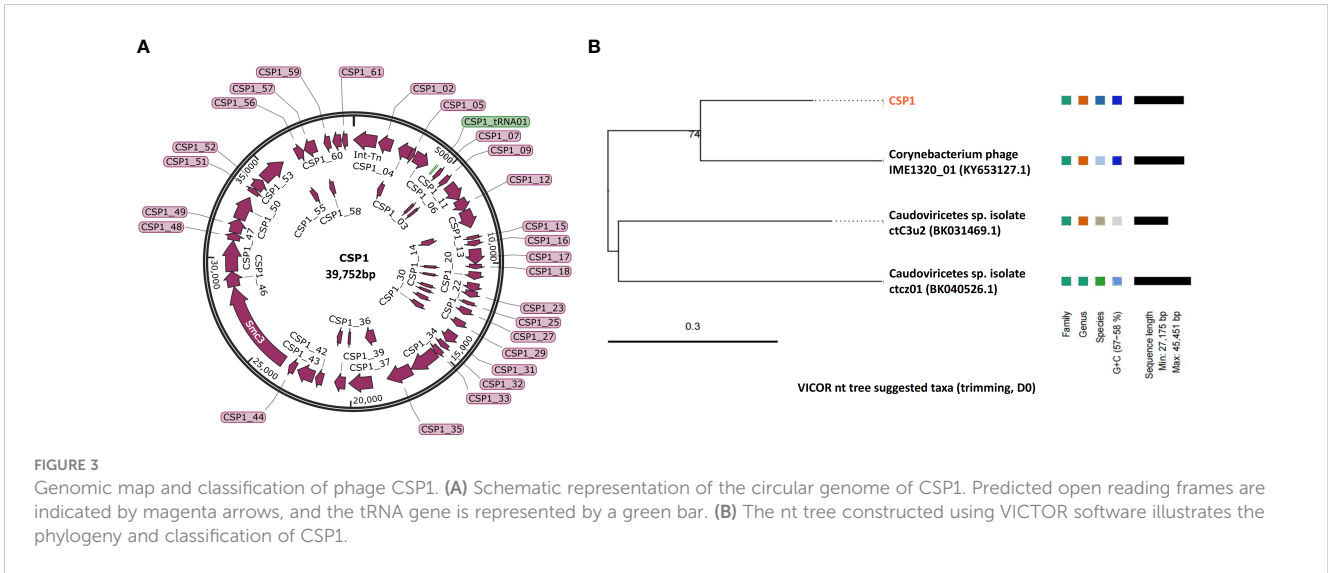 A
B
CSP1_59
CSP1_61
CSP1_57
CSP1_02
CSP1_56
CSP1_05
CSP1_tRNA01
CSP1_07
CSP1_09
CSP1_52
CSP1_51
CSP1_12
CSP1_49
CSP1_48
CSP1_15
CSP1_16
CSP1_17
CSP1_18
CSP1_23
CSP1_25
CSP1_27
CSP1_29
CSP1_31
CSP1_32
CSP1_33
CSP1_35
CSP1_44
5000
10,000
15,000
20,000
25,000
30,000
35,000
CSP1_60
Int-Tn
CSP1_04
CSP1_11
CSP1_06
CSP1_03
CSP1_13
CSP1_14
CSP1_20
CSP1_22
CSP1_30
CSP1_34
CSP1_36
CSP1_39
CSP1_37
CSP1_42
CSP1_43
Smc3
CSP1_46
CSP1_47
CSP1_50
CSP1_53
CSP1_55
CSP1_58
CSP1
39,752bp
CSP1
74
Corynebacterium phage
IME1320_01 (KY653127.1)
Caudoviricetes sp. isolate
ctC3u2 (BK031469.1)
Caudoviricetes sp. isolate
ctcz01 (BK040526.1)
0.3
Family
Genus
Species
G+C (57–58 %)
Sequence length
Min: 27.175 bp
Max: 45.451 bp
VICOR nt tree suggested taxa (trimming, D0)
FIGURE 3
Genomic map and classification of phage CSP1. (A) Schematic representation of the circular genome of CSP1. Predicted open reading frames are
indicated by magenta arrows, and the tRNA gene is represented by a green bar. (B) The nt tree constructed using VICTOR software illustrates the
phylogeny and classification of CSP1.